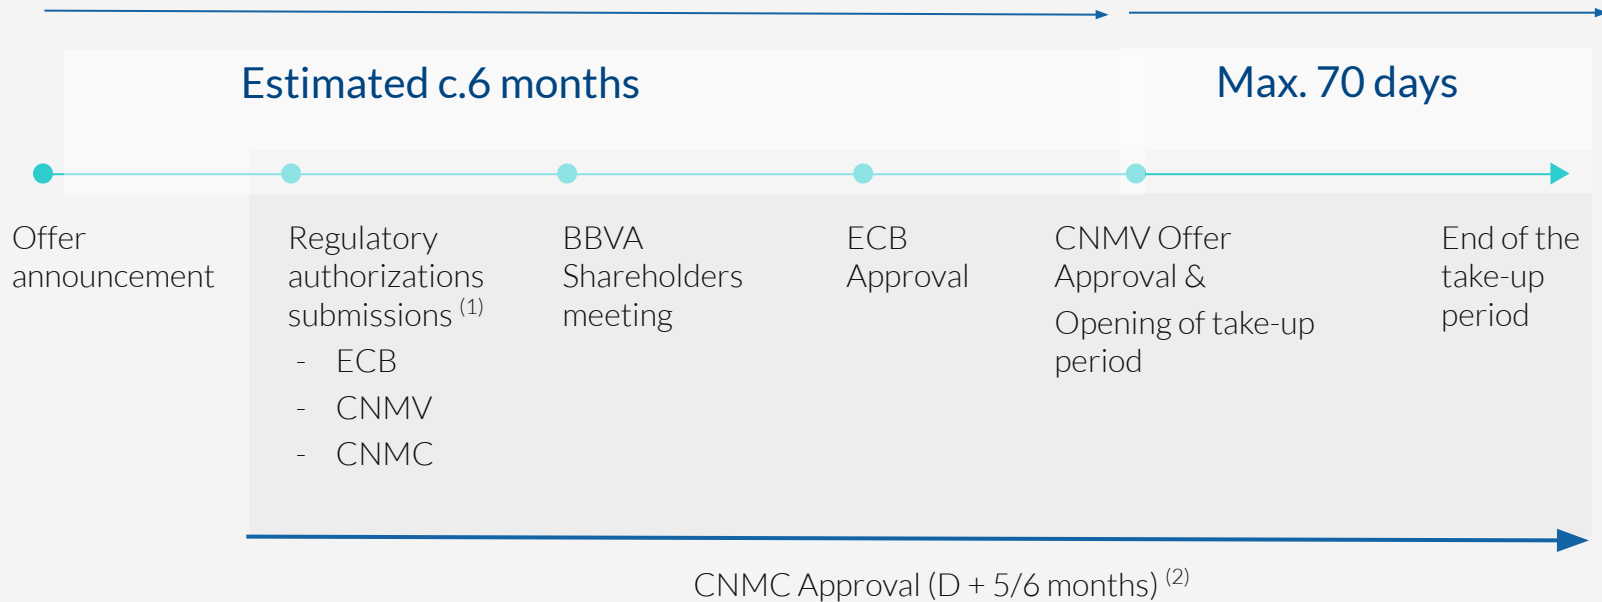 Estimated c.6 months
Max. 70 days
Offer
announcement
Regulatory
authorizations
submissions (1)
- ECB
- CNMV
- CNMC
BBVA
Shareholders
meeting
ECB
Approval
CNMV Offer
Approval &
Opening of take-up
period
End of the
take-up
period
CNMC Approval (D + 5/6 months) (2)